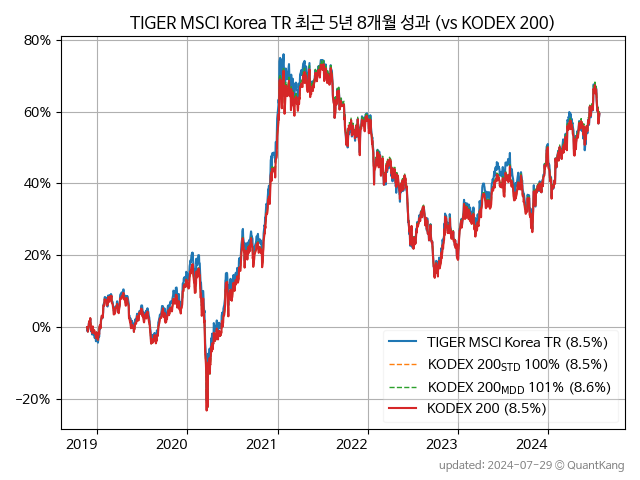 TIGER MSCI Korea TR 최근 5년 8개월 성과 (vs KODEX 200)
80%
60%
40%
20%
0%
−20%
TIGER MSCI Korea TR (8.5%)
KODEX 200STD 100% (8.5%)
KODEX 200MDD 101% (8.6%)
KODEX 200 (8.5%)
2019 2020 2021 2022 2023 2024
updated: 2024-07-29 © QuantKang